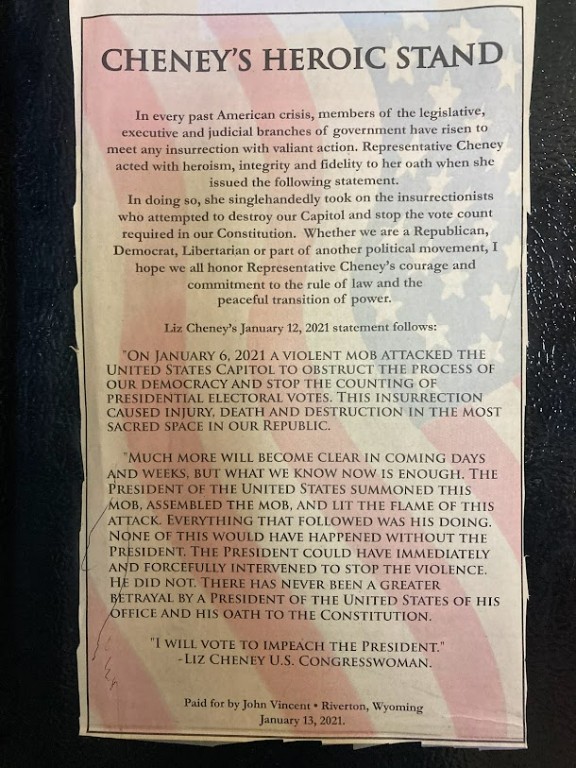 CHENEY'S HEROIC STAND
In every past American crisis, members of the legislative,
executive and judicial branches of government have risen to
meet any insurrection with valiant action. Representative Cheney
acted with heroism, integrity and fidelity to her oath when she
issued the following statement.
In doing so, she singlehandedly took on the insurrectionists
who attempted to destroy our Capitol and stop the vote count
required in our Constitution. Whether we are a Republican,
Democrat, Libertarian or part of another political movement, I
hope we all honor Representative Cheney's courage and
commitment to the rule of law and the
peaceful transition of power.
Liz Cheney's January 12, 2021 statement follows:
"ON JANUARY 6, 2021 A VIOLENT MOB ATTACKED THE
UNITED STATES CAPITOL TO OBSTRUCT THE PROCESS OF
OUR DEMOCRACY AND STOP THE COUNTING OF
PRESIDENTIAL ELECTORAL VOTES. THIS INSURRECTION
CAUSED INJURY, DEATH AND DESTRUCTION IN THE MOST
SACRED SPACE IN OUR REPUBLIC.
"MUCH MORE WILL BECOME CLEAR IN COMING DAYS
AND WEEKS, BUT WHAT WE KNOW NOW IS ENOUGH. THE
PRESIDENT OF THE UNITED STATES SUMMONED THIS
MOB, ASSEMBLED THE MOB, AND LIT THE FLAME OF THIS
ATTACK. EVERYTHING THAT FOLLOWED WAS HIS DOING.
NONE OF THIS WOULD HAVE HAPPENED WITHOUT THE
PRESIDENT. THE PRESIDENT COULD HAVE IMMEDIATELY
AND FORCEFULLY INTERVENED TO STOP THE VIOLENCE.
HE DID NOT. THERE HAS NEVER BEEN A GREATER
BETRAYAL BY A PRESIDENT OF THE UNITED STATES OF HIS
OFFICE AND HIS OATH TO THE CONSTITUTION.
"I WILL VOTE TO IMPEACH THE PRESIDENT."
-LIZ CHENEY U.S. CONGRESSWOMAN.
Paid for by John Vincent • Riverton, Wyoming
January 13, 2021.